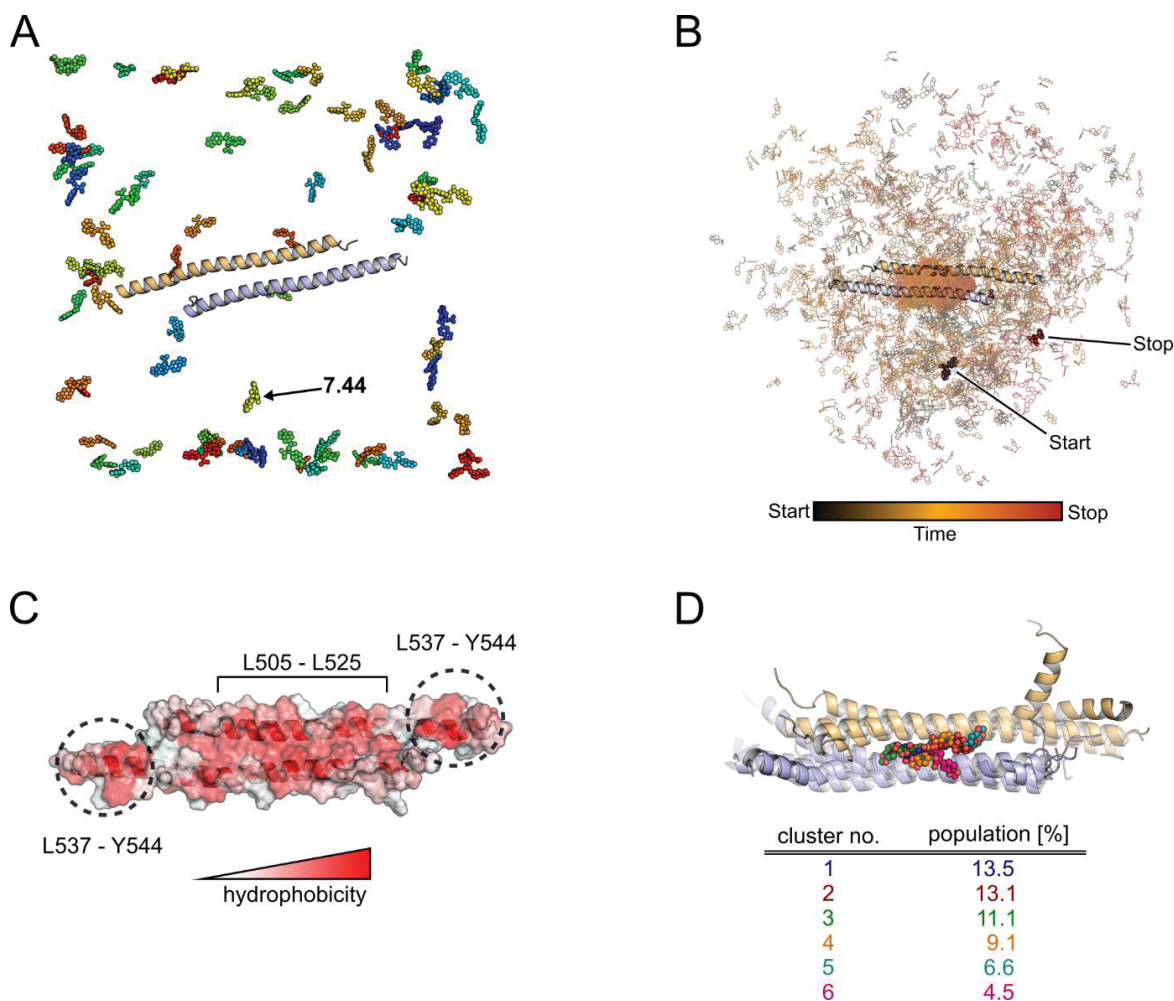 A
B
7.44
Stop
Start
Start
Stop
Time
C
D
L537 - Y544
L505 - L525
L537 - Y544
hydrophobicity
cluster no. population [%]
1 13.5
2 13.1
3 11.1
4 9.1
5 6.6
6 4.5